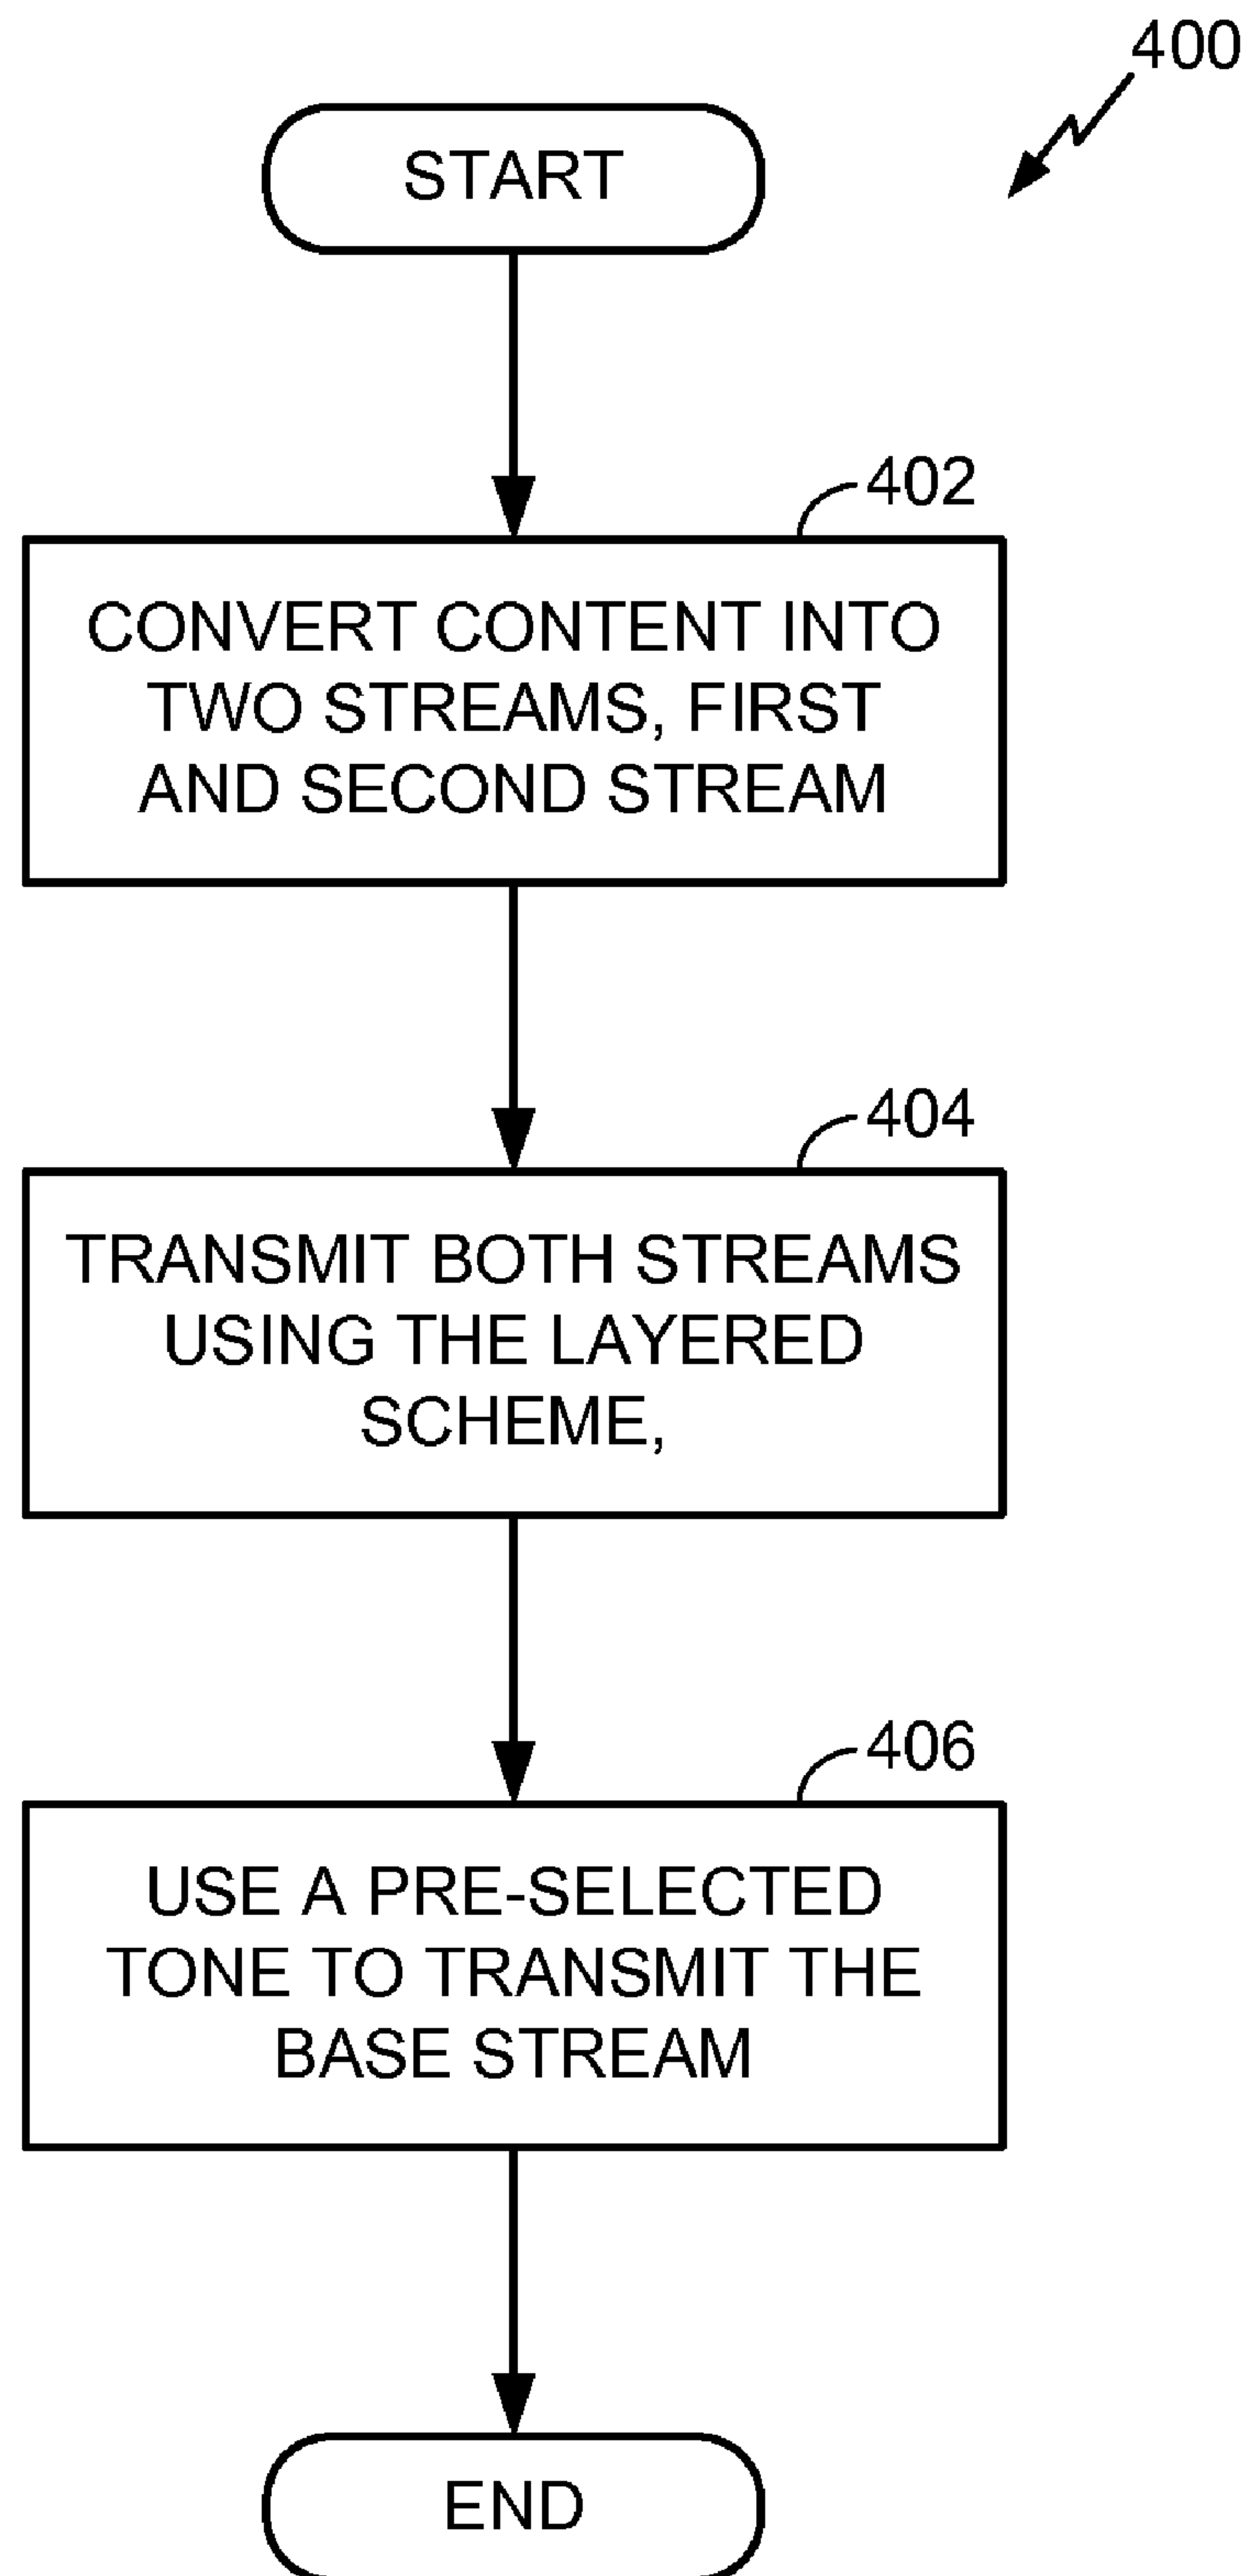 400
START
402
CONVERT CONTENT INTO
TWO STREAMS, FIRST
AND SECOND STREAM
404
TRANSMIT BOTH STREAMS
USING THE LAYERED
SCHEME,
406
USE A PRE-SELECTED
TONE TO TRANSMIT THE
BASE STREAM
END